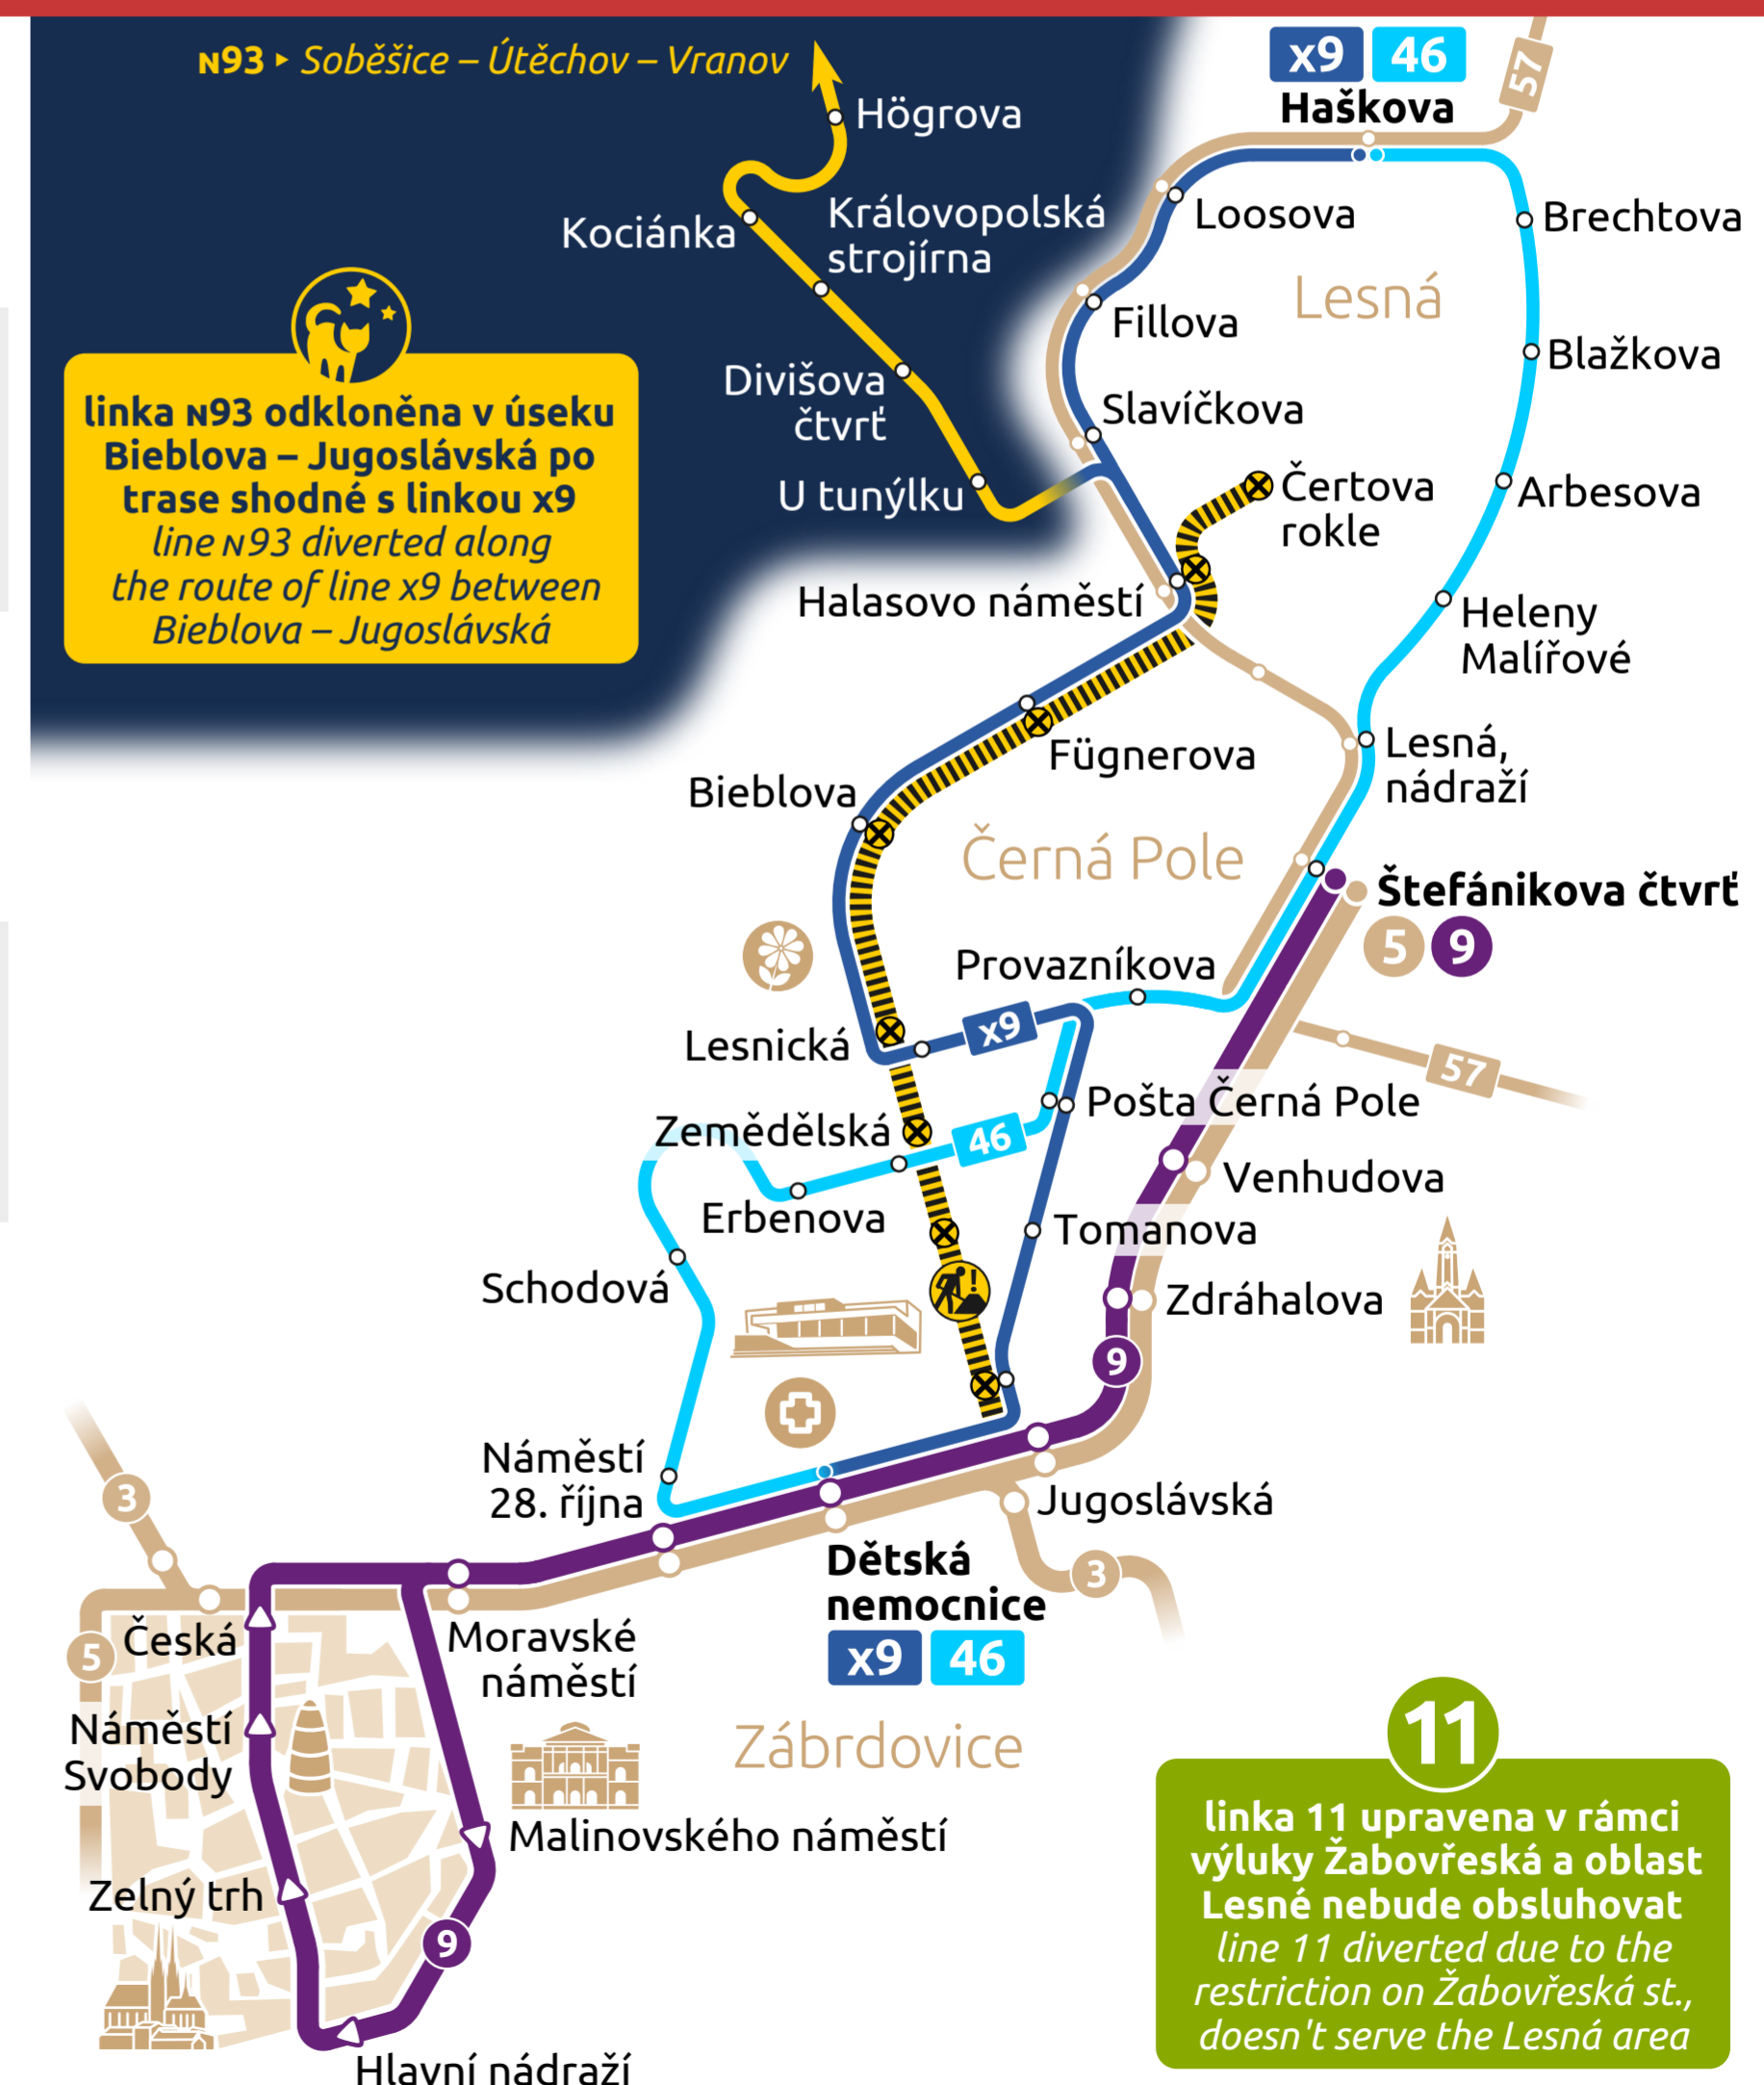 N93 ▸ Soběšice – Útěchov – Vranov
x9 46
Haškova
57
Högrova
Kociánka
Královopolská
strojírna
Loosova
Brechtova
Lesná
Fillova
Blažkova
Divišova
čtvrť
Slavíčkova
linka N93 odkloněna v úseku
Bieblova – Jugoslávská po
trase shodné s linkou x9
line N93 diverted along
the route of line x9 between
Bieblova – Jugoslávská
U tunýlku
Čertova
rokle
Arbesova
Halasovo náměstí
Heleny
Malířové
Fügnerova
Lesná,
nádraží
Bieblova
Černá Pole
Štefánikova čtvrť
5 9
Provazníkova
x9
Lesnická
57
Pošta Černá Pole
Zemědělská
46
Venhudova
Erbenova
Tomanova
Schodová
Zdráhalova
9
Náměstí
28. října
3
Jugoslávská
Dětská
nemocnice
x9 46
3
5
Česká
Moravské
náměstí
Náměstí
Svobody
Zábrdovice
Malinovského náměstí
Zelný trh
9
Hlavní nádraží
11
linka 11 upravena v rámci
výluky Žabovřeská a oblast
Lesné nebude obsluhovat
line 11 diverted due to the
restriction on Žabovřeská st.,
doesn't serve the Lesná area